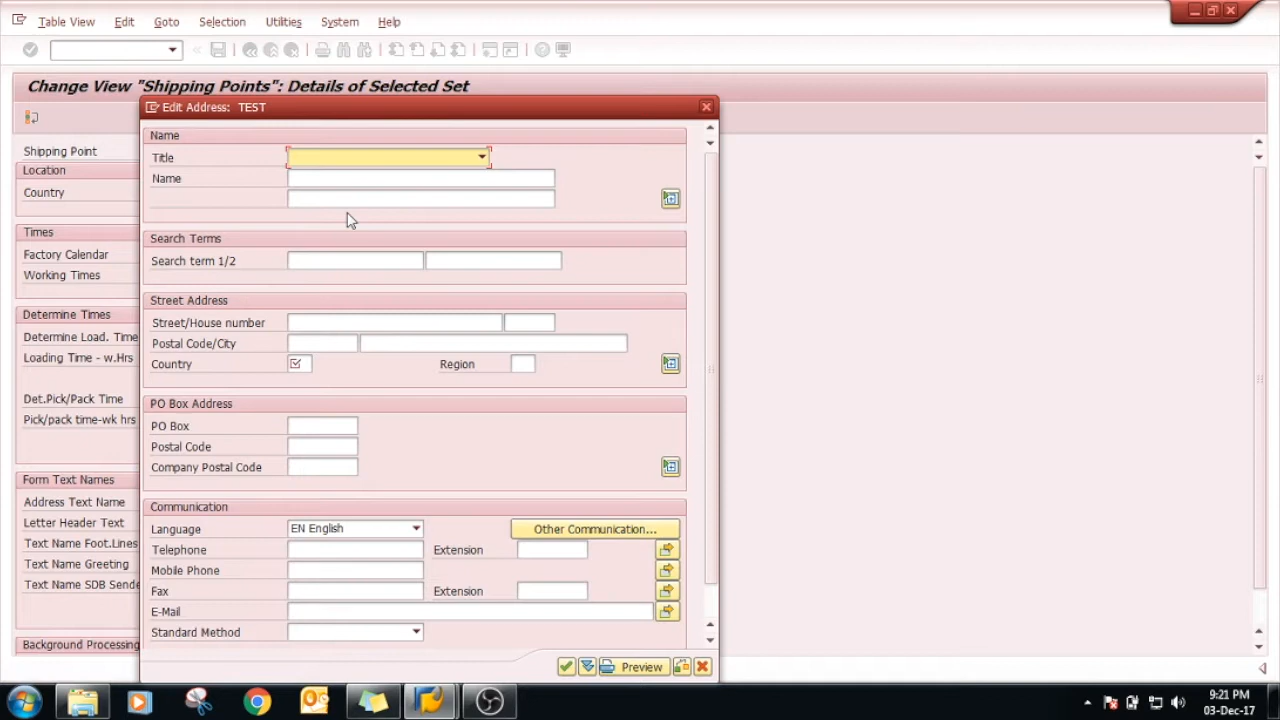 Table View Edit Goto Selection Utilities System Help
Change View "Shipping Points": Details of Selected Set
Edit Address: TEST
Name
Title
Name
Search Terms
Search term 1/2
Street Address
Street/House number
Postal Code/City
Country Region
PO Box Address
PO Box
Postal Code
Company Postal Code
Communication
Language EN English Other Communication...
Telephone Extension
Mobile Phone
Fax Extension
E-Mail
Standard Method
Preview
Shipping Point
Location
Country
Times
Factory Calendar
Working Times
Determine Times
Determine Load. Time
Loading Time - w.Hrs
Det.Pick/Pack Time
Pick/pack time-wk hrs
Form Text Names
Address Text Name
Letter Header Text
Text Name Foot.Lines
Text Name Greeting
Text Name SDB Sende
Background Processing
9:21 PM
03-Dec-17